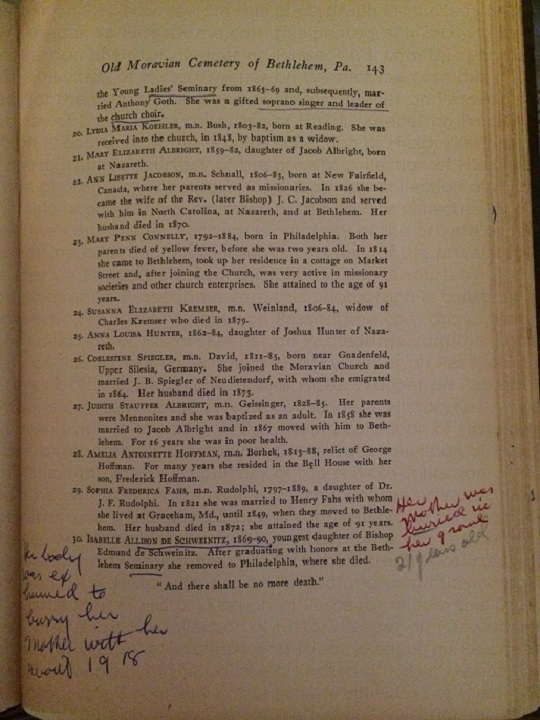 Old Moravian Cemetery of Bethlehem, Pa. 143
the Young Ladies' Seminary from 1863-69 and, subsequently, mar-
ried Anthony Goth. She was a gifted soprano singer and leader of
the church choir.
20. LYDIA MARIA KOEHLER, m.n. Bush, 1803-82, born at Reading. She was
received into the church, in 1848, by baptism as a widow.
21. MARY ELIZABETH ALBRIGHT, 1859-82, daughter of Jacob Albright, born
at Nazareth.
22. ANN LISETTE JACOBSON, m.n. Schnall, 1806-83, born at New Fairfield,
Canada, where her parents served as missionaries. In 1826 she be-
came the wife of the Rev. (later Bishop) J. C. Jacobson and served
with him in North Carolina, at Nazareth, and at Bethlehem. Her
husband died in 1870.
23. MARY PENN CONNELLY, 1792-1884, born in Philadelphia. Both her
parents died of yellow fever, before she was two years old. In 1814
she came to Bethlehem, took up her residence in a cottage on Market
Street and, after joining the Church, was very active in missionary
societies and other church enterprises. She attained to the age of 91
years.
24. SUSANNA ELIZABETH KREMSER, m.n. Weinland, 1806-84, widow of
Charles Kremser who died in 1879.
25. ANNA LOUISA HUNTER, 1862-84, daughter of Joshua Hunter of Naza-
reth.
26. COELESTINE SPIEGLER, m.n. David, 1811-85, born near Gnadenfeld,
Upper Silesia, Germany. She joined the Moravian Church and
married J. B. Spiegler of Neudietendorf, with whom she emigrated
in 1864. Her husband died in 1873.
27. JUDITH STAUFFER ALBRIGHT, m.n. Geissinger, 1828-85. Her parents
were Mennonites and she was baptized as an adult. In 1858 she was
married to Jacob Albright and in 1867 moved with him to Beth-
lehem. For 16 years she was in poor health.
28. AMELIA ANTOINETTE HOFFMAN, m.n. Borhek, 1813-88, relict of George
Hoffman. For many years she resided in the Bell House with her
son, Frederick Hoffman.
29. SOPHIA FREDERICA FAHS, m.n. Rudolphi, 1797-1889, a daughter of Dr.
J. F. Rudolphi. In 1821 she was married to Henry Fahs with whom
she lived at Graceham, Md., until 1849, when they moved to Bethle-
hem. Her husband died in 1872; she attained the age of 91 years.
30. ISABELLE ALLISON DE SCHWEINITZ, 1869-90, youngest daughter of Bishop
Edmund de Schweinitz. After graduating with honors at the Beth-
lehem Seminary she removed to Philadelphia, where she died.
"And there shall be no more death."
Her
Mother was
buried in
her grave
21 years old
her body
was ex
humed to
burry her
Mother with her
about 1918